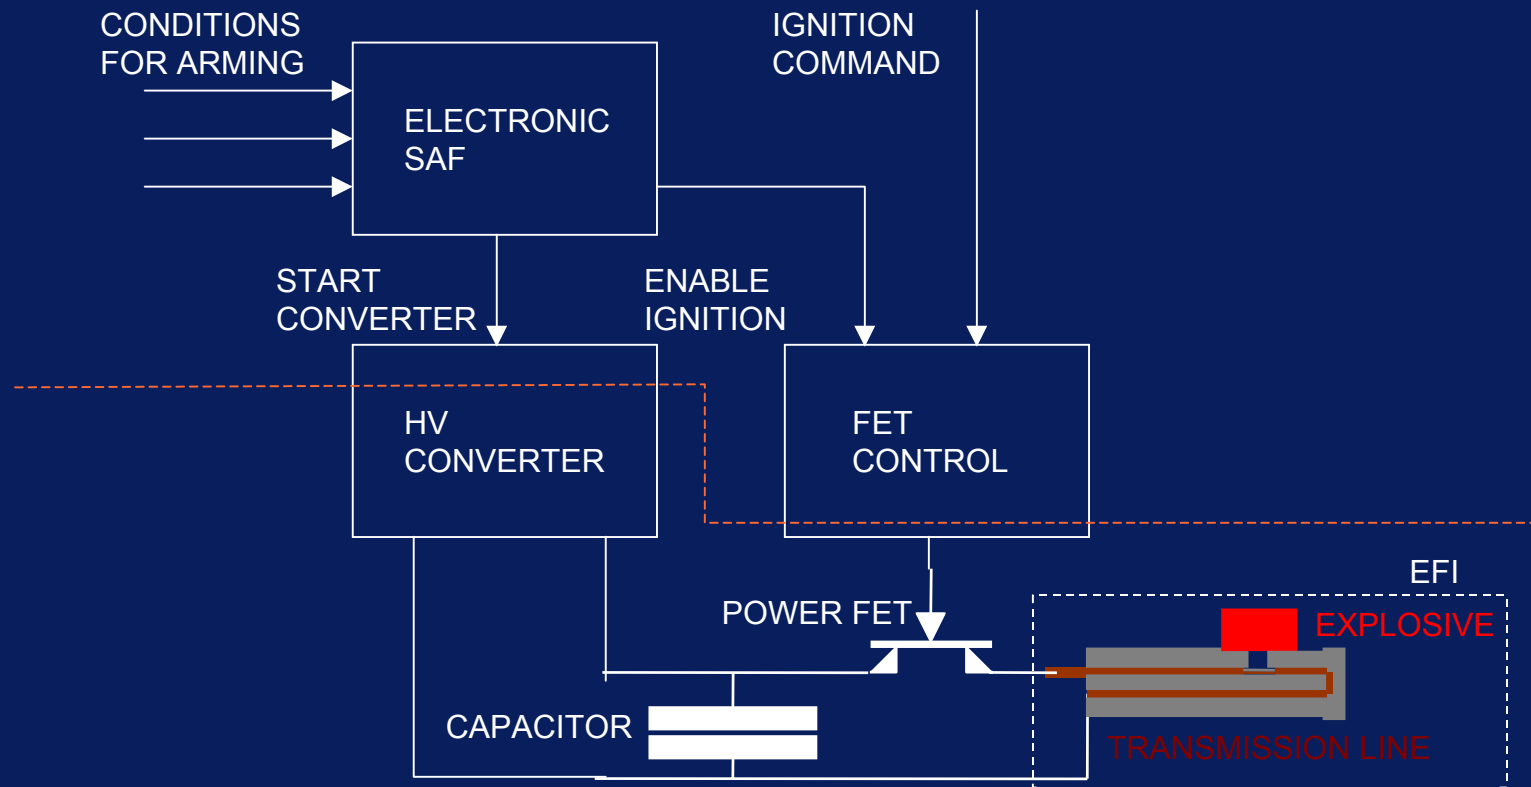 CONDITIONS
FOR ARMING
IGNITION
COMMAND
ELECTRONIC
SAF
START
CONVERTER
ENABLE
IGNITION
HV
CONVERTER
FET
CONTROL
EFI
POWER FET
EXPLOSIVE
CAPACITOR
TRANSMISSION LINE